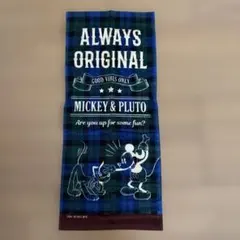 ALWAYS
ORIGINAL
GOOD VIBES ONLY
MICKEY & PLUTO
Are you up for some fun?